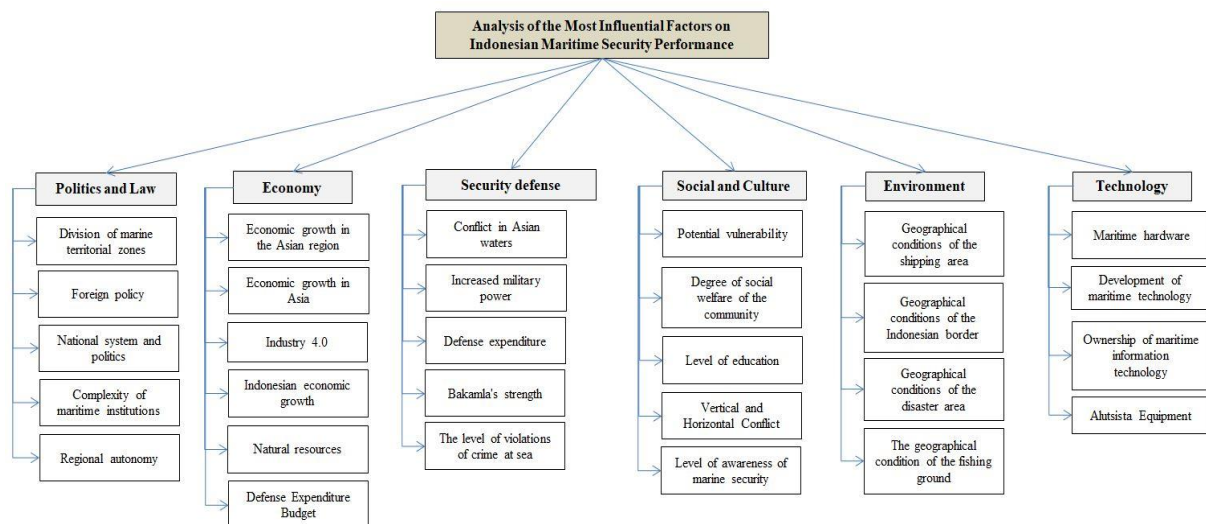 Analysis of the Most Influential Factors on
Indonesian Maritime Security Performance
Politics and Law
Division of marine
territorial zones
Foreign policy
National system and
politics
Complexity of
maritime institutions
Regional autonomy
Economy
Economic growth in
the Asian region
Economic growth in
Asia
Industry 4.0
Indonesian economic
growth
Natural resources
Defense Expenditure
Budget
Security defense
Conflict in Asian
waters
Increased military
power
Defense expenditure
Bakamla's strength
The level of violations
of crime at sea
Social and Culture
Potential vulnerability
Degree of social
welfare of the
community
Level of education
Vertical and
Horizontal Conflict
Level of awareness of
marine security
Environment
Geographical
conditions of the
shipping area
Geographical
conditions of the
Indonesian border
Geographical
conditions of the
disaster area
The geographical
condition of the fishing
ground
Technology
Maritime hardware
Development of
maritime technology
Ownership of maritime
information
technology
Alutsista Equipment